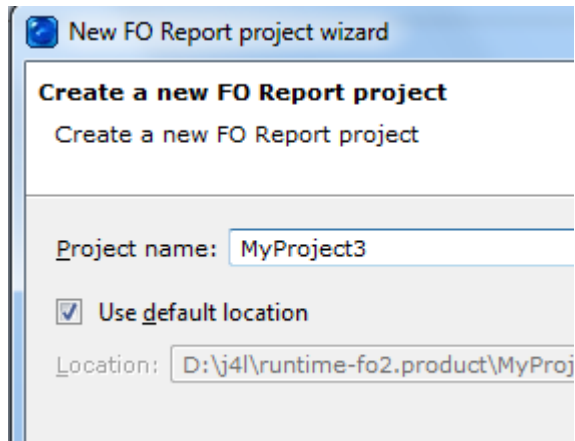 New FO Report project wizard
Create a new FO Report project
Create a new FO Report project
Project name: MyProject3
Use default location
Location: D:\j4l\runtime-fo2.product\MyProj